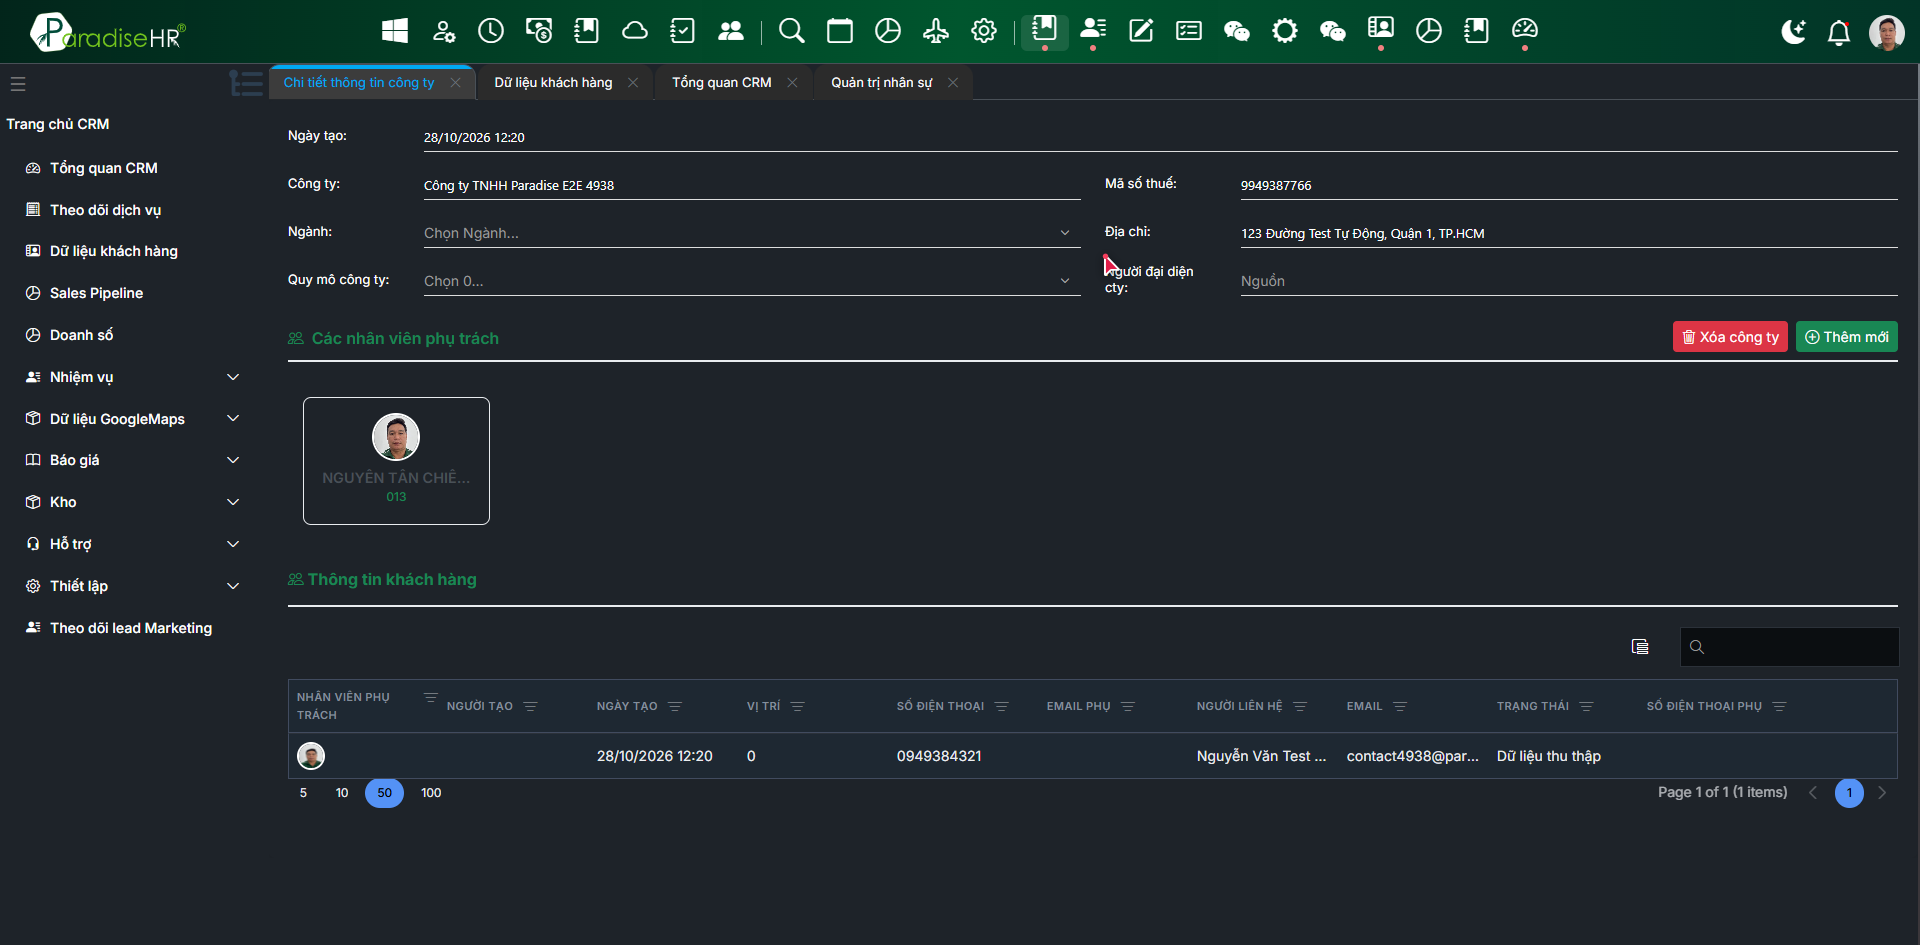 ParadiseHR®
Chi tiết thông tin công ty
Dữ liệu khách hàng
Tổng quan CRM
Quản trị nhân sự
Trang chủ CRM
Tổng quan CRM
Theo dõi dịch vụ
Dữ liệu khách hàng
Sales Pipeline
Doanh số
Nhiệm vụ
Dữ liệu GoogleMaps
Báo giá
Kho
Hỗ trợ
Thiết lập
Theo dõi lead Marketing
Ngày tạo: 28/10/2026 12:20
Công ty: Công ty TNHH Paradise E2E 4938
Mã số thuế: 9949387766
Ngành: Chọn Ngành...
Địa chỉ: 123 Đường Test Tự Động, Quận 1, TP.HCM
Quy mô công ty: Chọn 0...
Người đại diện cty: Nguồn
Các nhân viên phụ trách
Xóa công ty
Thêm mới
NGUYỄN TẤN CHIẾ...
013
Thông tin khách hàng
NHÂN VIÊN PHỤ TRÁCH NGƯỜI TẠO NGÀY TẠO VỊ TRÍ SỐ ĐIỆN THOẠI EMAIL PHỤ NGƯỜI LIÊN HỆ EMAIL TRẠNG THÁI SỐ ĐIỆN THOẠI PHỤ
28/10/2026 12:20 0 0949384321 Nguyễn Văn Test ... contact4938@par... Dữ liệu thu thập
5 10 50 100
Page 1 of 1 (1 items) 1